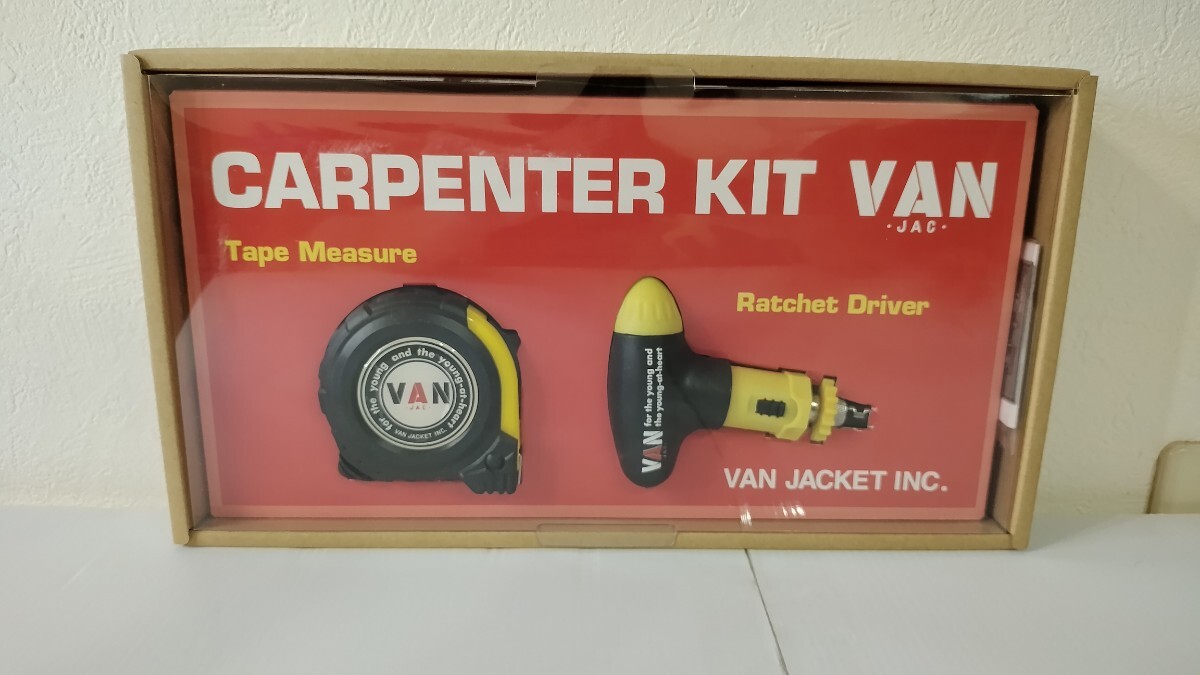 CARPENTER KIT VAN
·JAC·
Tape Measure
Ratchet Driver
for the young and the young-at-heart
VAN
·JAC·
VAN JACKET INC.
VAN
JAC
for the young and
the young-at-heart
VAN JACKET INC.